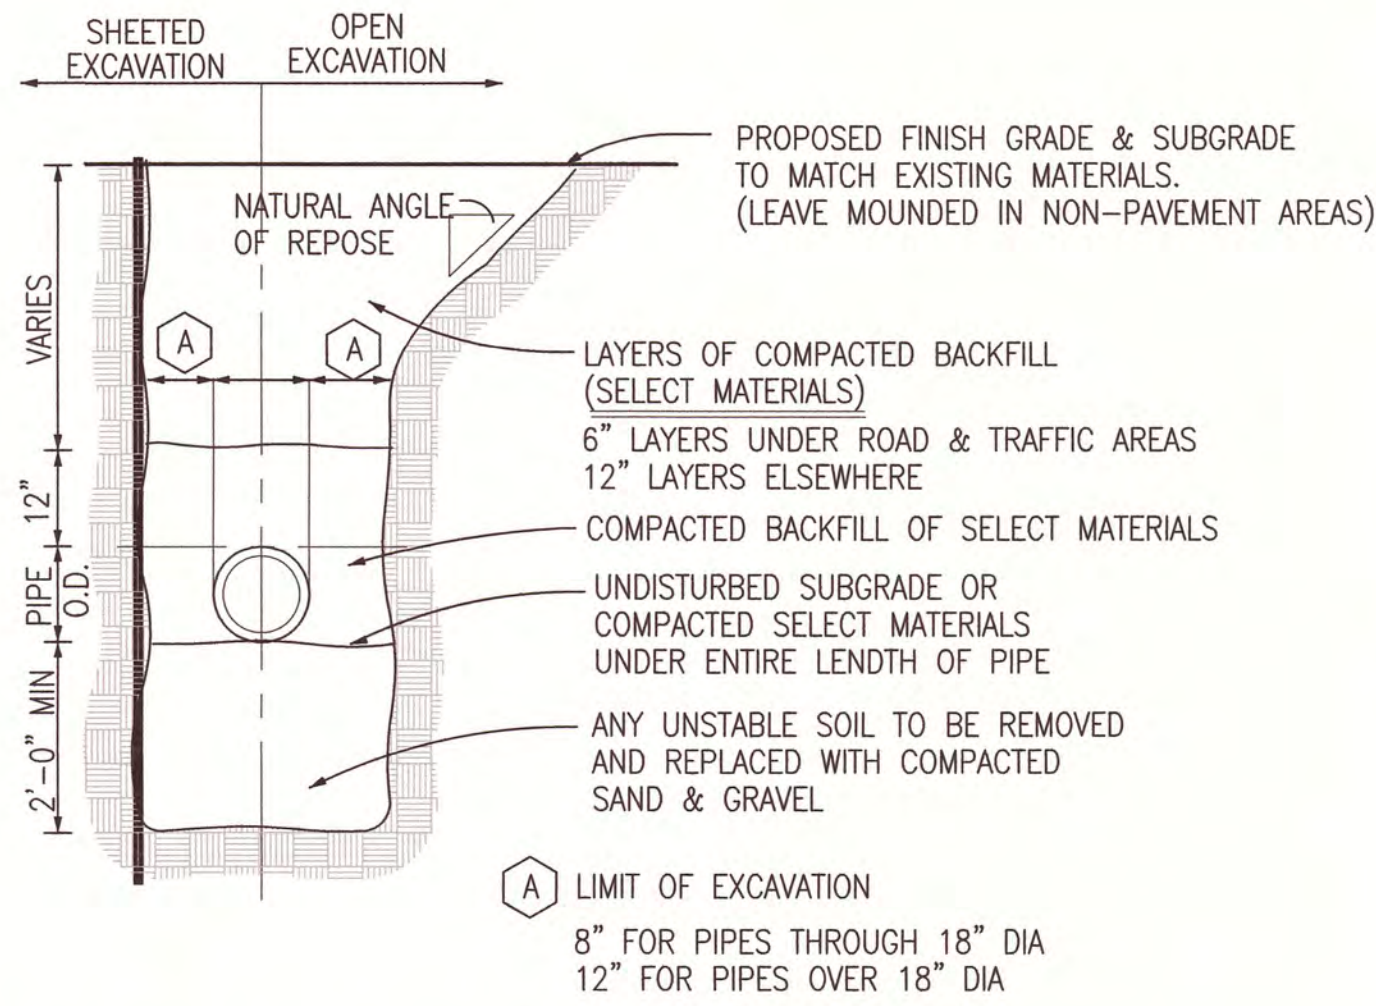 SHEETED
EXCAVATION
OPEN
EXCAVATION
PROPOSED FINISH GRADE & SUBGRADE
TO MATCH EXISTING MATERIALS.
(LEAVE MOUNDED IN NON-PAVEMENT AREAS)
NATURAL ANGLE
OF REPOSE
VARIES
A
A
LAYERS OF COMPACTED BACKFILL
(SELECT MATERIALS)
6" LAYERS UNDER ROAD & TRAFFIC AREAS
12" LAYERS ELSEWHERE
12"
COMPACTED BACKFILL OF SELECT MATERIALS
PIPE
O.D.
UNDISTURBED SUBGRADE OR
COMPACTED SELECT MATERIALS
UNDER ENTIRE LENDTH OF PIPE
2'-0" MIN
ANY UNSTABLE SOIL TO BE REMOVED
AND REPLACED WITH COMPACTED
SAND & GRAVEL
A LIMIT OF EXCAVATION
8" FOR PIPES THROUGH 18" DIA
12" FOR PIPES OVER 18" DIA